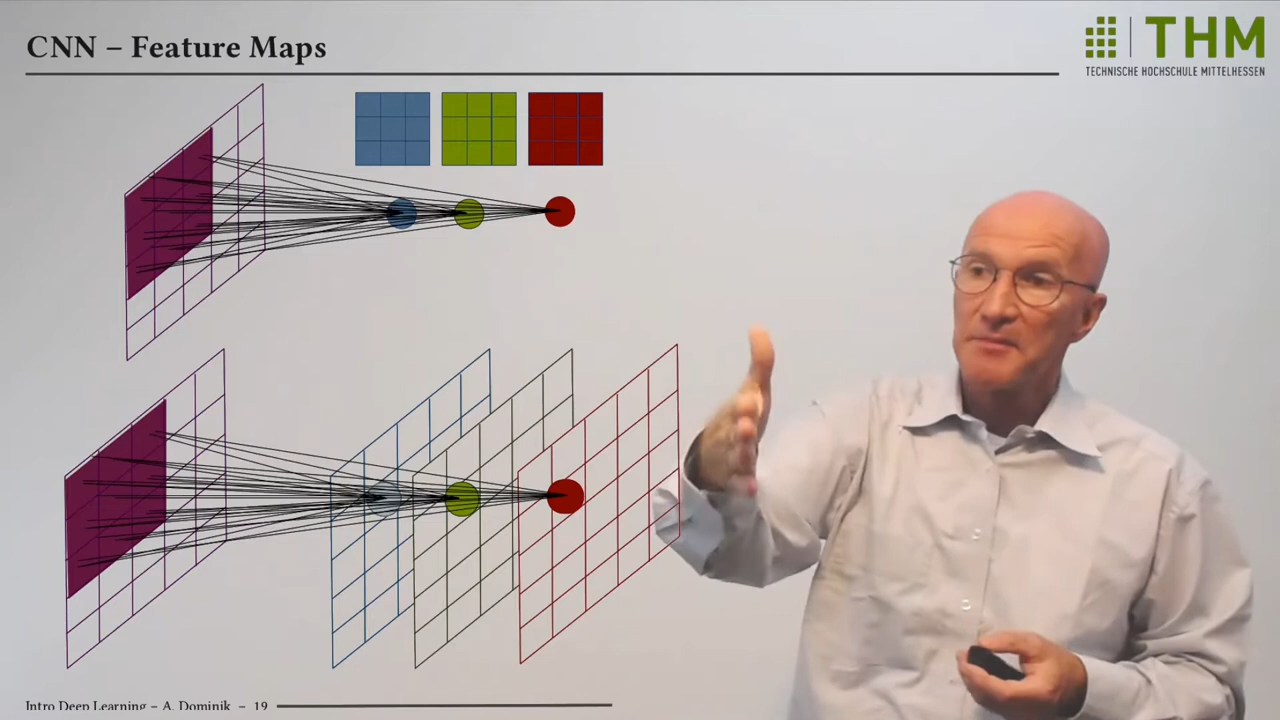 CNN – Feature Maps
THM
TECHNISCHE HOCHSCHULE MITTELHESSEN
Intro Deep Learning – A. Dominik – 19